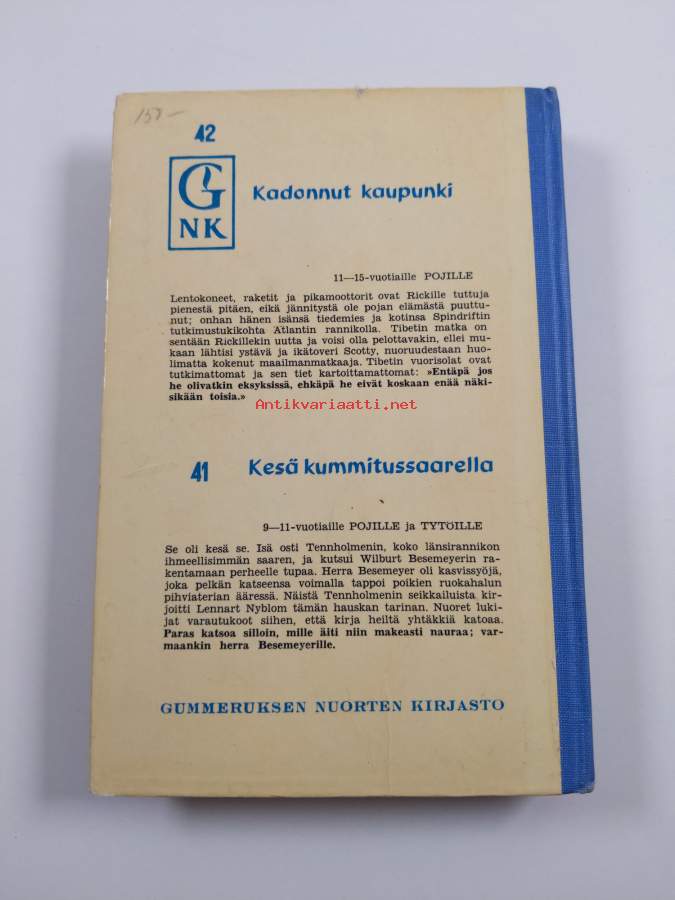 150 —
42
G
NK
Kadonnut kaupunki
11—15-vuotiaille POJILLE
Lentokoneet, raketit ja pikamoottorit ovat Rickille tuttuja
pienestä pitäen, eikä jännitystä ole pojan elämästä puuttu-
nut; onhan hänen isänsä tiedemies ja kotinsa Spindriftin
tutkimustukikohta Atlantin rannikolla. Tibetin matka on
sentään Rickillekin uutta ja voisi olla pelottavakin, ellei mu-
kaan lähtisi ystävä ja ikätoveri Scotty, nuoruudestaan huo-
limatta kokenut maailmanmatkaaja. Tibetin vuorisolat ovat
tutkimattomat ja sen tiet kartoittamattomat: »Entäpä jos
he olivatkin eksyksissä, ehkäpä he eivät koskaan enää näki-
sikään toisia.»
Antikvariaatti.net
41
Kesä kummitussaarella
9—11-vuotiaille POJILLE ja TYTÖILLE
Se oli kesä se. Isä osti Tennholmenin, koko länsirannikon
ihmeellisimmän saaren, ja kutsui Wilburt Besemeyerin ra-
kentamaan perheelle tupaa. Herra Besemeyer oli kasvissyöjä,
joka pelkän katseensa voimalla tappoi poikien ruokahalun
pihviaterian ääressä. Näistä Tennholmenin seikkailuista kir-
joitti Lennart Nyblom tämän hauskan tarinan. Nuoret luki-
jat varautukoot siihen, että kirja heiltä yhtäkkiä katoaa.
Paras katsoa silloin, mille äiti niin makeasti nauraa; var-
maankin herra Besemeyerille.
GUMMERUKSEN NUORTEN KIRJASTO